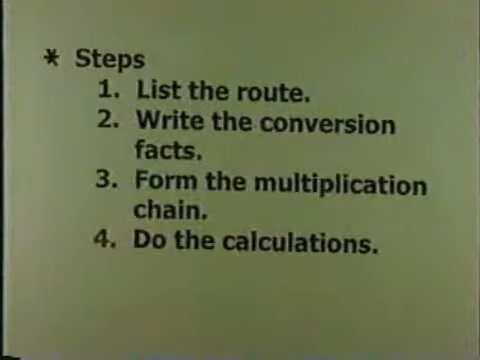 * Steps
1. List the route.
2. Write the conversion
facts.
3. Form the multiplication
chain.
4. Do the calculations.